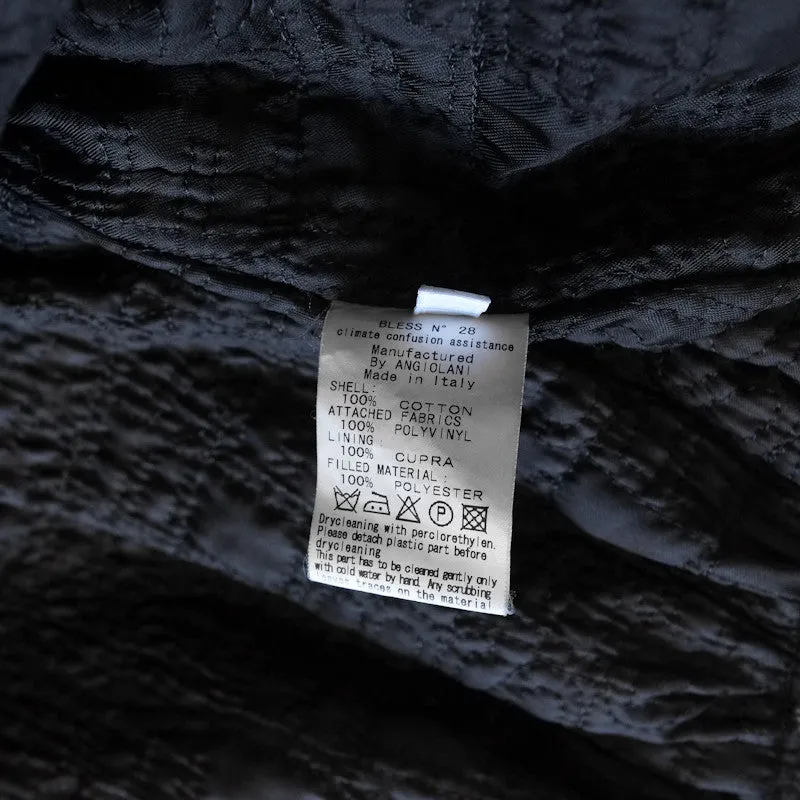 BLESS N° 28
climate confusion assistance
Manufactured
By ANGIOLANI
Made in Italy
SHELL:
100% COTTON
ATTACHED FABRICS
100% POLYVINYL
LINING:
100% CUPRA
FILLED MATERIAL:
100% POLYESTER
P
Drycleaning with perclorethylen.
Please detach plastic part before
drycleaning
This part has to be cleaned gently only
with cold water by hand. Any scrubbing
leaves traces on the material